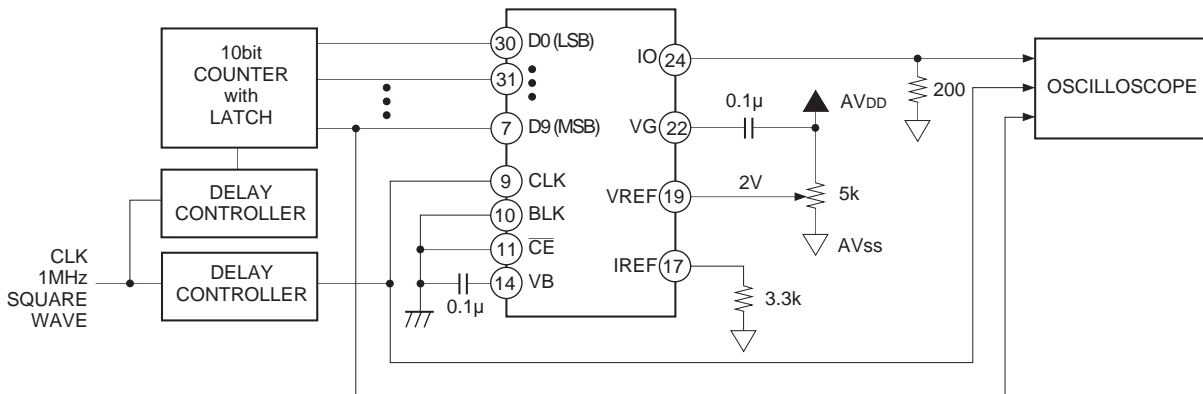 10bit
COUNTER
with
LATCH
DELAY
CONTROLLER
CLK
1MHz
SQUARE
WAVE
DELAY
CONTROLLER
30 D0 (LSB)
31
7 D9 (MSB)
9 CLK
10 BLK
11 CE
14 VB
0.1µ
IO 24
VG 22
VREF 19
IREF 17
0.1µ
AVDD
2V
5k
AVss
3.3k
200
OSCILLOSCOPE